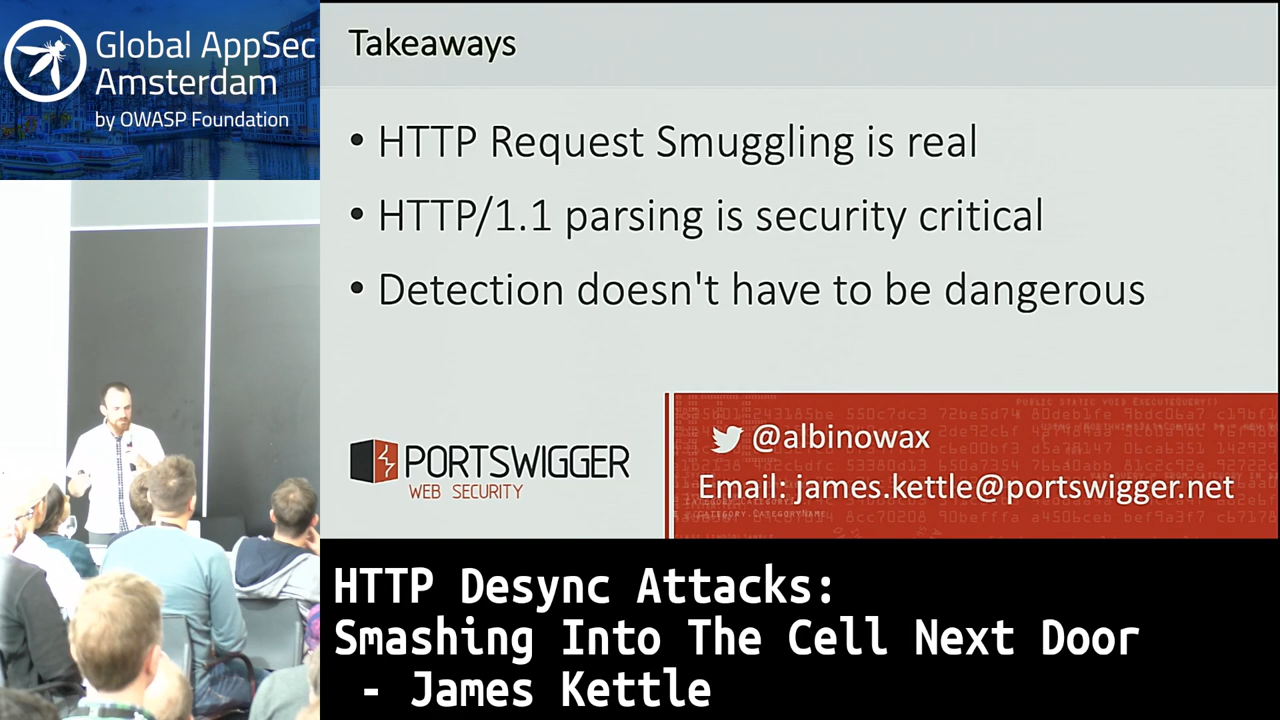 Global AppSec
Amsterdam
by OWASP Foundation
Takeaways
• HTTP Request Smuggling is real
• HTTP/1.1 parsing is security critical
• Detection doesn't have to be dangerous
PORTSWIGGER
WEB SECURITY
@albinowax
Email: james.kettle@portswigger.net
HTTP Desync Attacks:
Smashing Into The Cell Next Door
- James Kettle